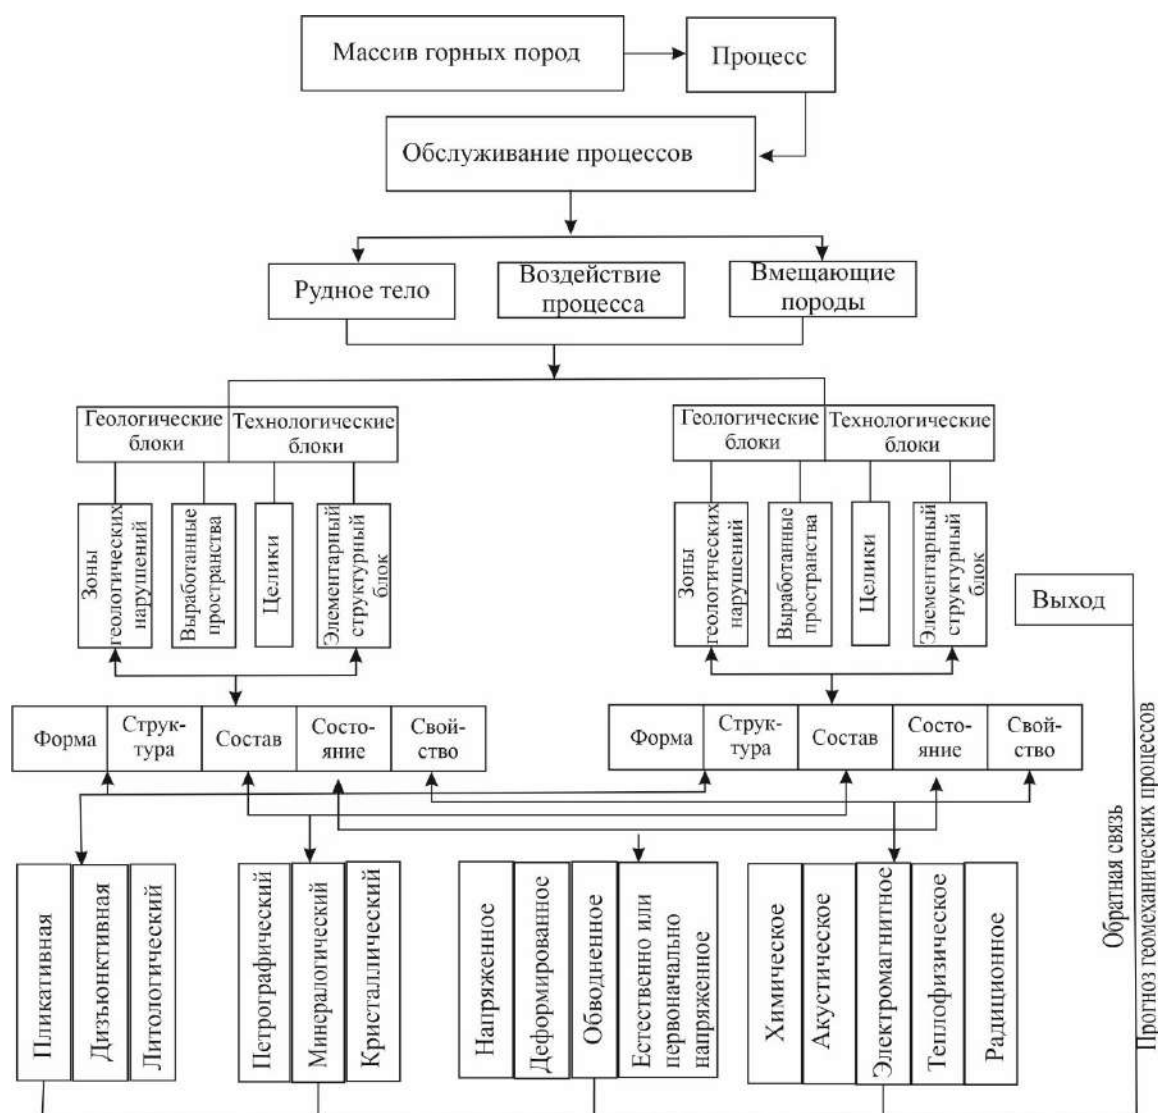 Массив горных пород
Процесс
Обслуживание процессов
Рудное тело
Воздействие
процесса
Вмещающие
породы
Геологические
блоки
Технологические
блоки
Геологические
блоки
Технологические
блоки
Зоны
геологических
нарушений
Выработанные
пространства
Целики
Элементарный
структурный
блок
Зоны
геологических
нарушений
Выработанные
пространства
Целики
Элементарный
структурный
блок
Выход
Форма
Струк-
тура
Состав
Состо-
яние
Свой-
ство
Форма
Струк-
тура
Состав
Состо-
яние
Свой-
ство
Пликативная
Дизъюнктивная
Литологический
Петрографический
Минералогический
Кристаллический
Напряженное
Деформированное
Обводненное
Естественно или
первоначально
напряженное
Химическое
Акустическое
Электромагнитное
Теплофизическое
Радиционное
Обратная связь
Прогноз геомеханических процессов